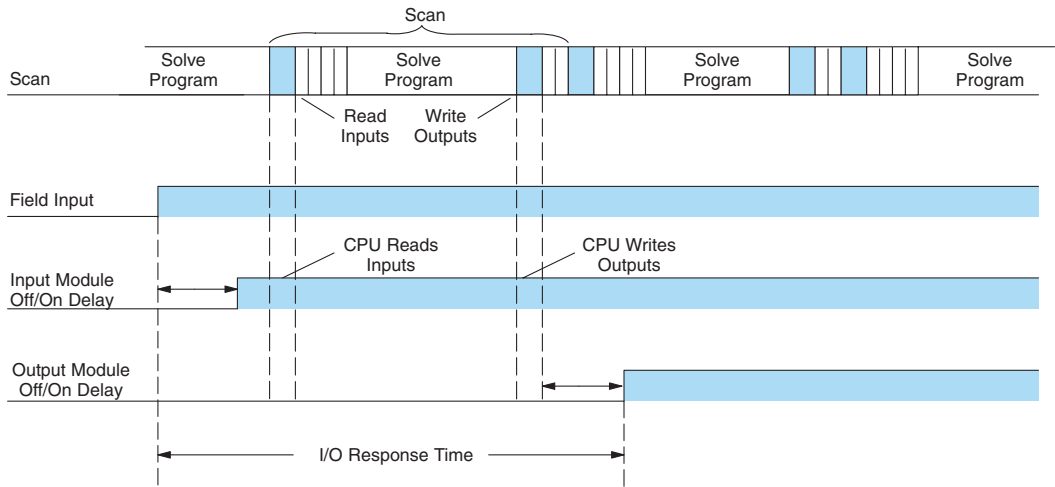 Scan
Scan
Solve
Program
Solve
Program
Solve
Program
Solve
Program
Read
Inputs
Write
Outputs
Field Input
CPU Reads
Inputs
CPU Writes
Outputs
Input Module
Off/On Delay
Output Module
Off/On Delay
I/O Response Time